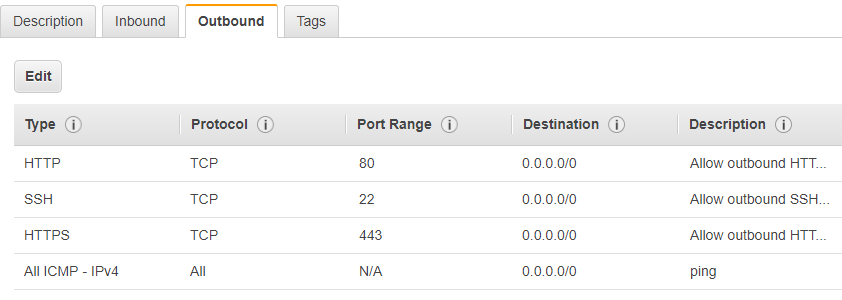 Description Inbound Outbound Tags
Edit
Type i Protocol i Port Range i Destination i Description i
HTTP TCP 80 0.0.0.0/0 Allow outbound HTT...
SSH TCP 22 0.0.0.0/0 Allow outbound SSH...
HTTPS TCP 443 0.0.0.0/0 Allow outbound HTT...
All ICMP - IPv4 All N/A 0.0.0.0/0 ping